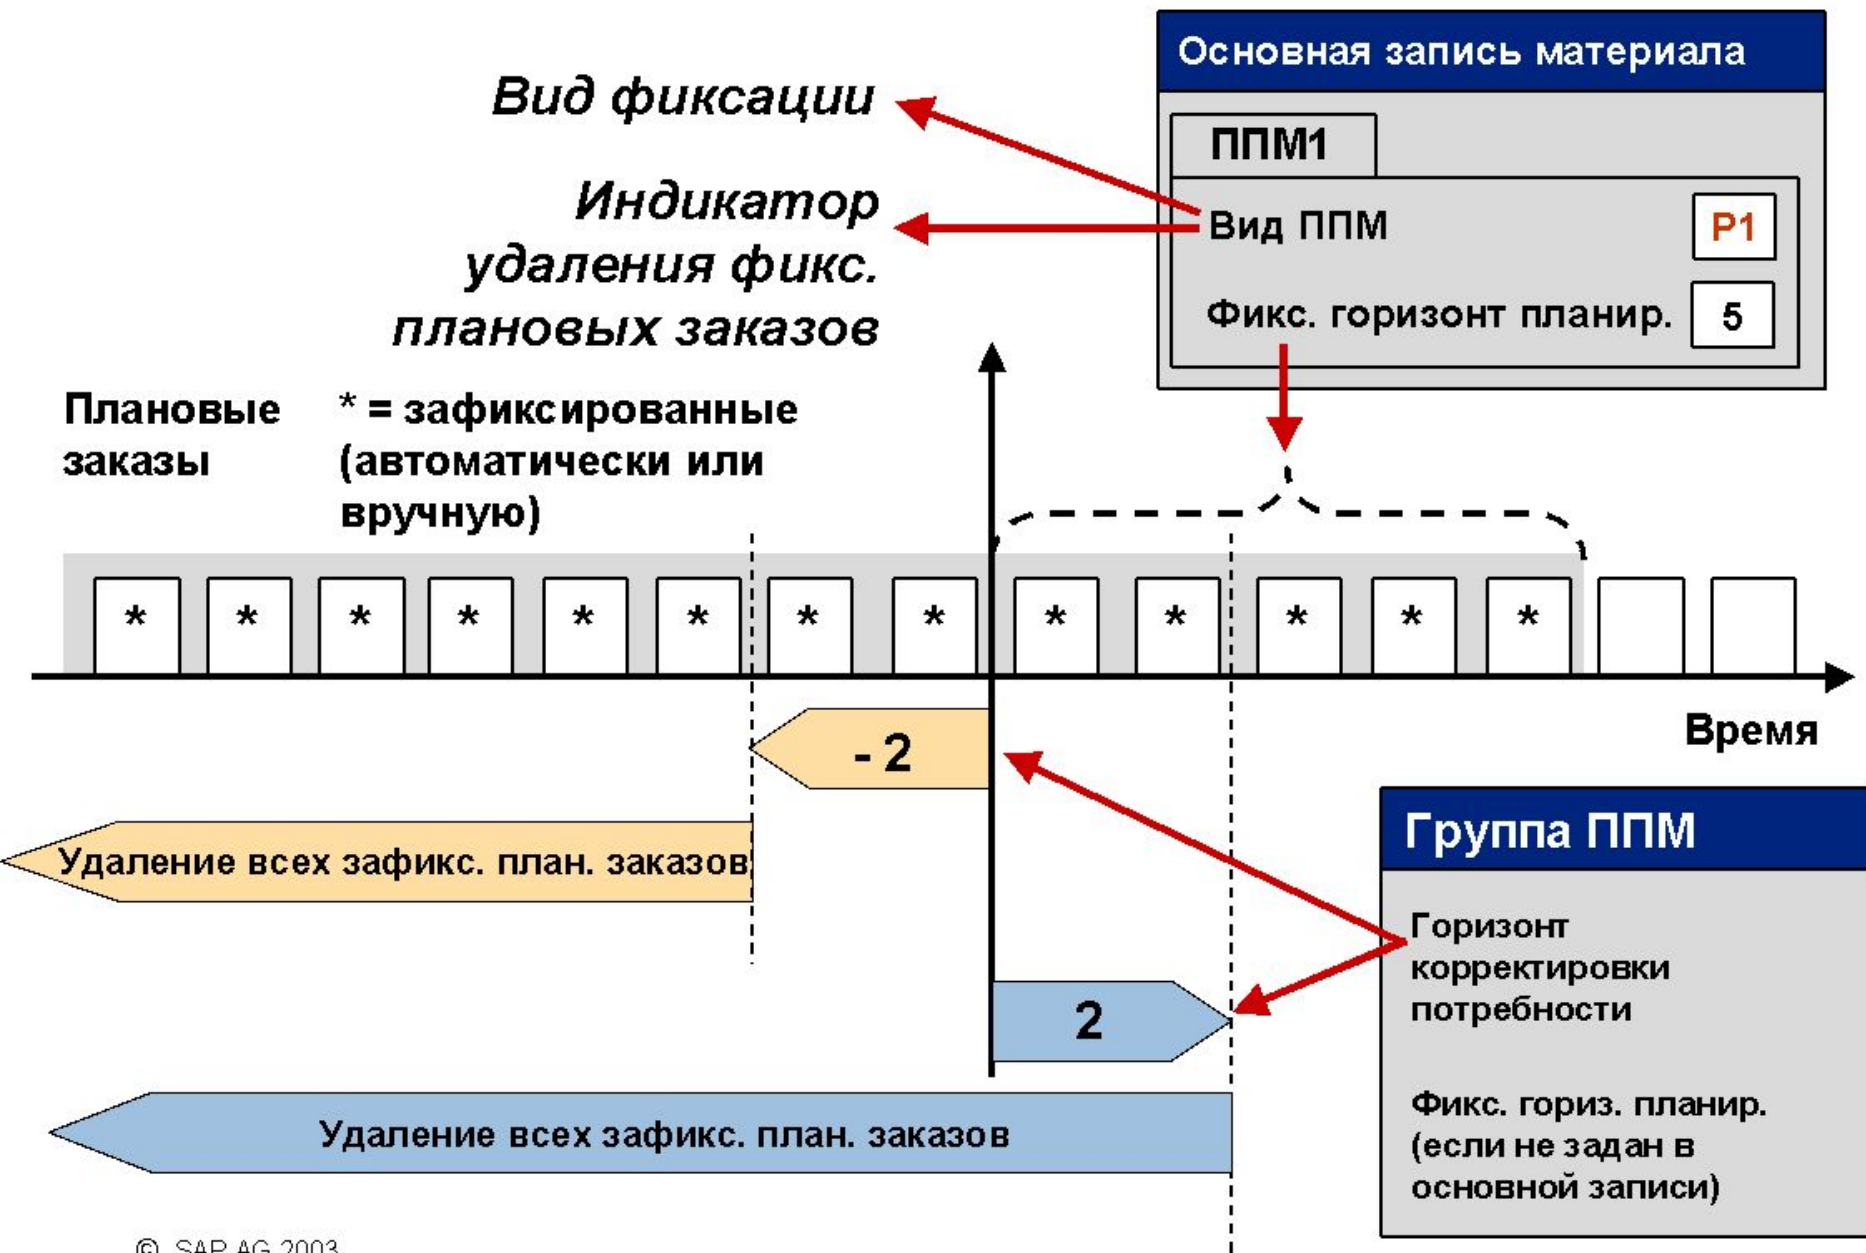 Основная запись материала
ППМ1
Вид ППМ
P1
Фикс. горизонт планир.
5
Вид фиксации
Индикатор
удаления фикс.
плановых заказов
Плановые
заказы
* = зафиксированные
(автоматически или
вручную)
* * * * * * * * * * * * *
Время
- 2
Удаление всех зафикс. план. заказов
2
Удаление всех зафикс. план. заказов
Группа ППМ
Горизонт
корректировки
потребности
Фикс. гориз. планир.
(если не задан в
основной записи)
© SAP AG 2003